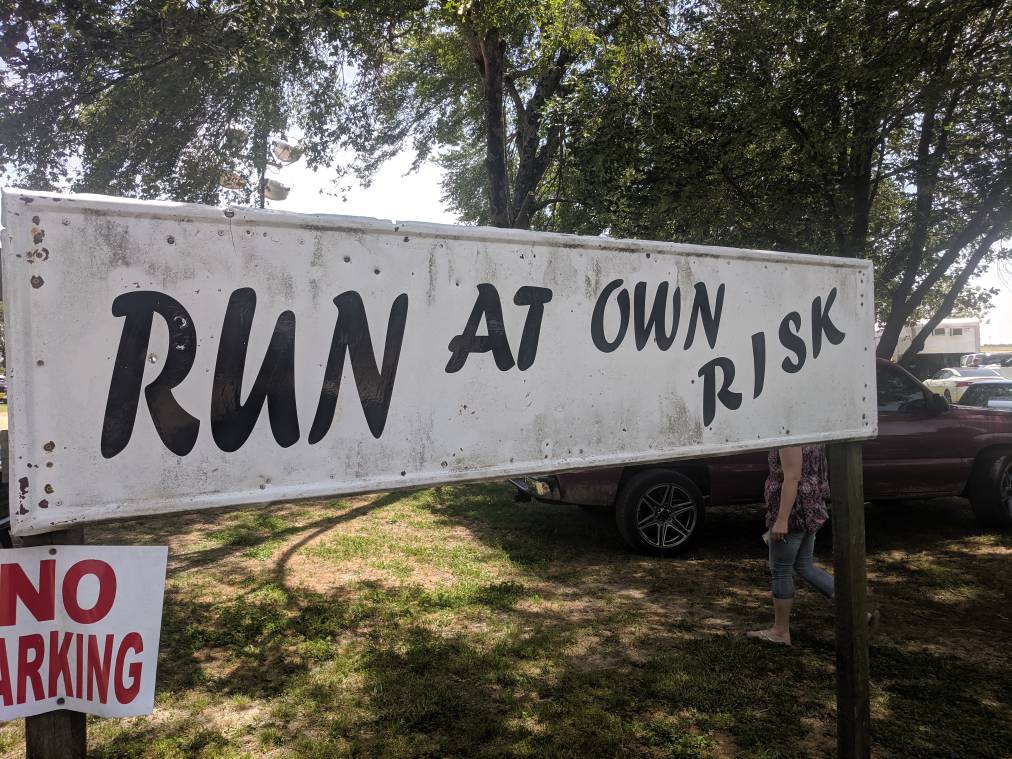 RUN AT OWN
RISK
NO
ARKING